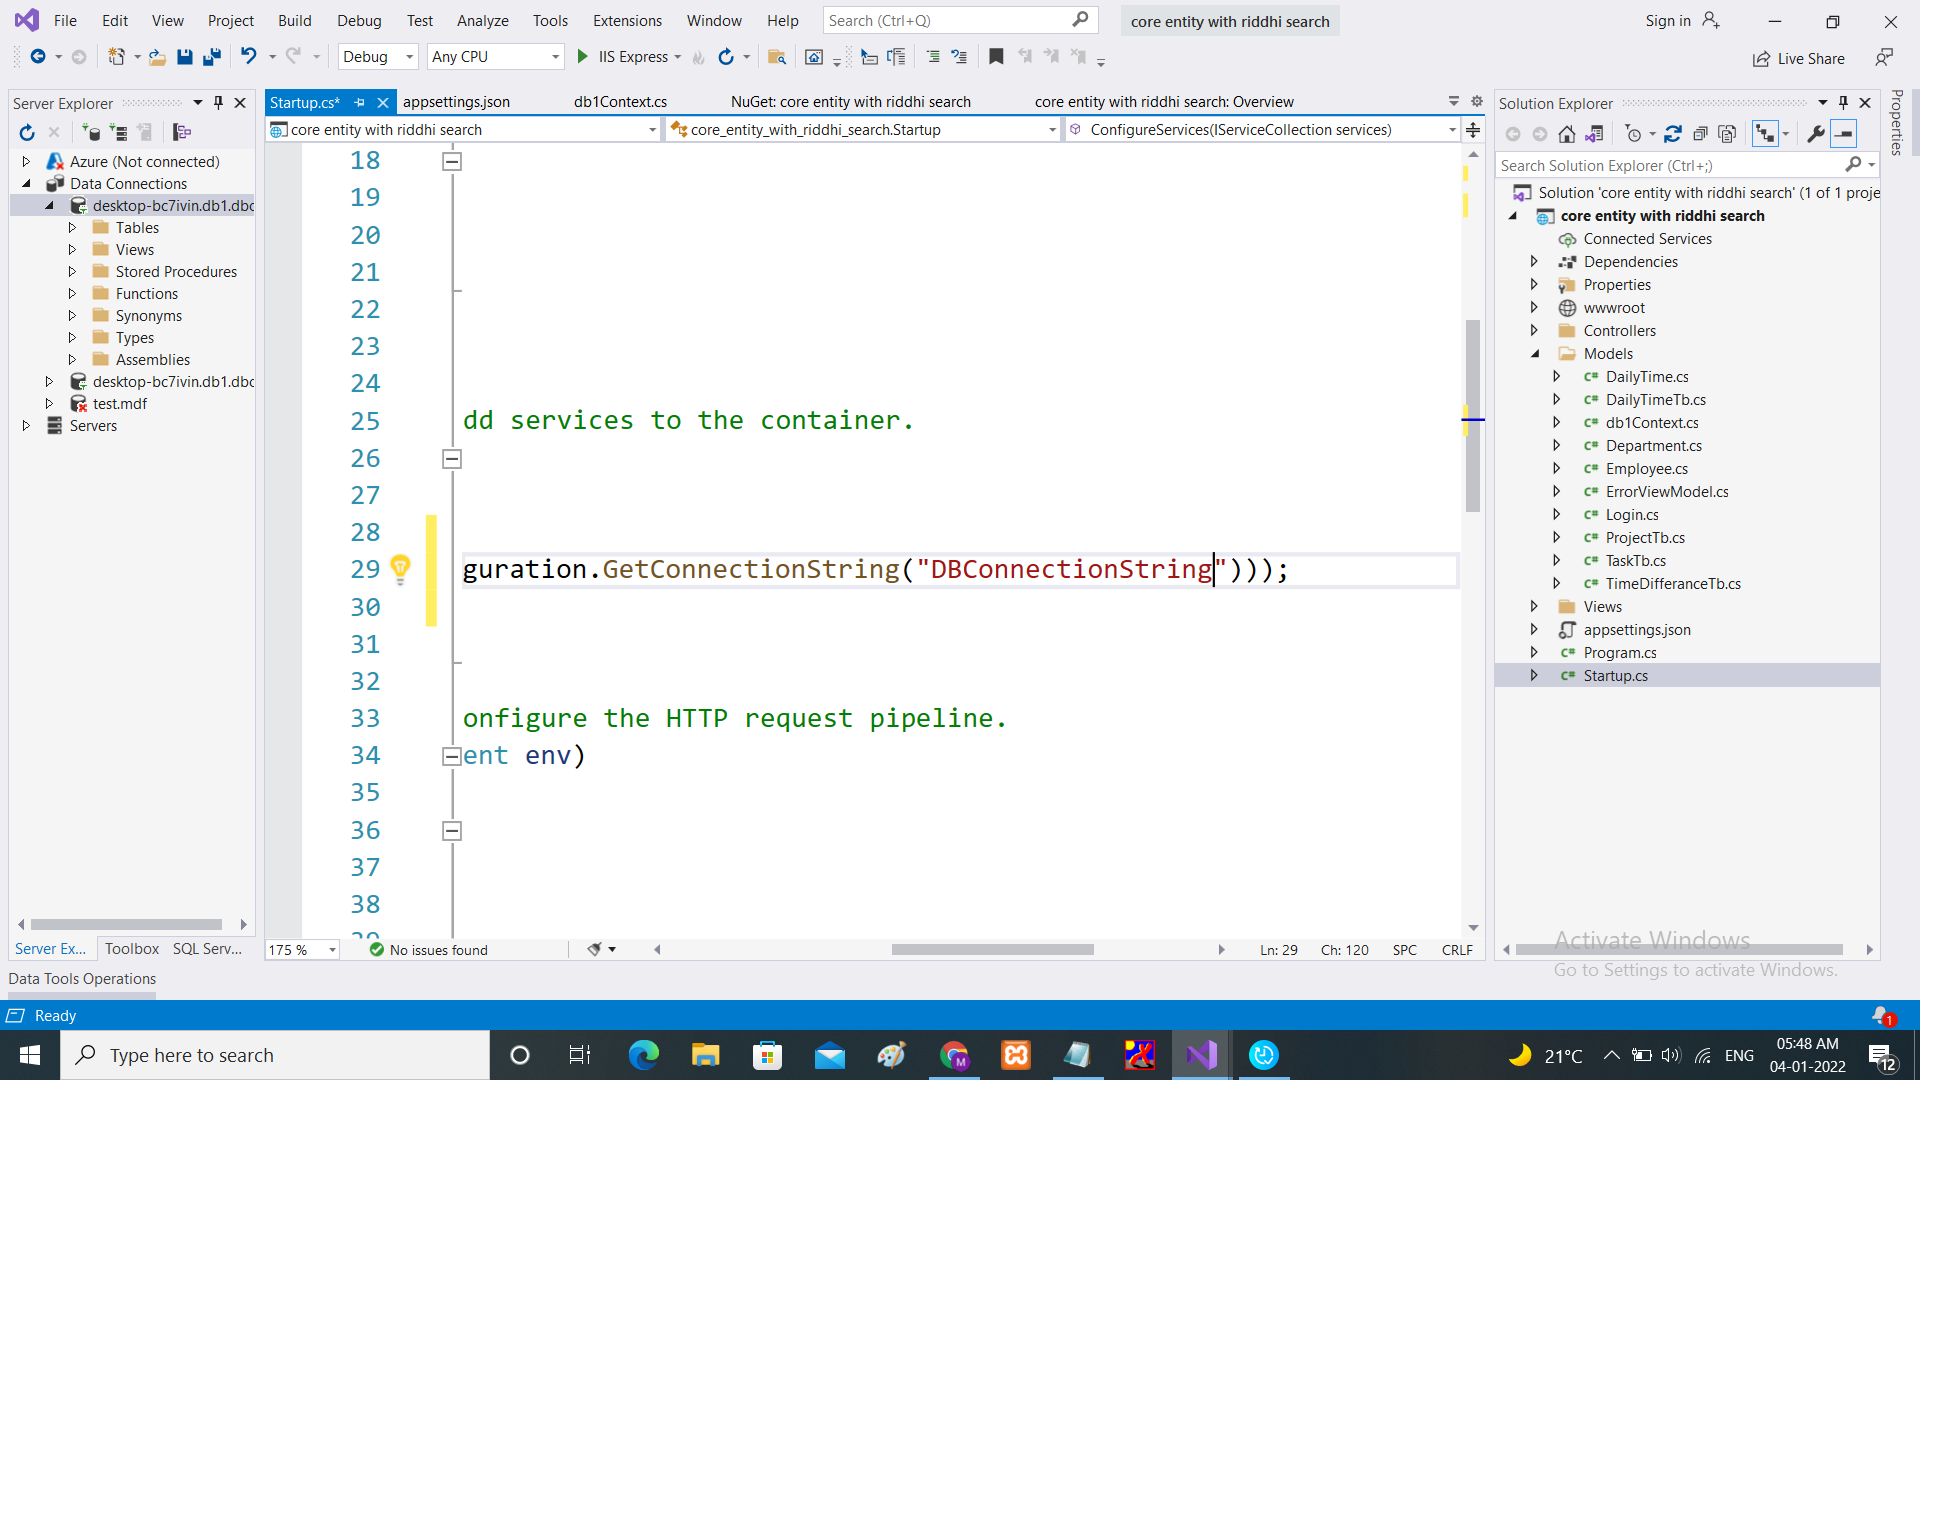 File Edit View Project Build Debug Test Analyze Tools Extensions Window Help Search (Ctrl+Q) core entity with riddhi search Sign in
Debug Any CPU IIS Express Live Share
Server Explorer
Azure (Not connected)
Data Connections
desktop-bc7ivin.db1.dbo
Tables
Views
Stored Procedures
Functions
Synonyms
Types
Assemblies
desktop-bc7ivin.db1.dbo
test.mdf
Servers
Server Ex... Toolbox SQL Serv...
Data Tools Operations
Startup.cs* appsettings.json db1Context.cs NuGet: core entity with riddhi search core entity with riddhi search: Overview
core entity with riddhi search core_entity_with_riddhi_search.Startup ConfigureServices(IServiceCollection services)
18
19
20
21
22
23
24
25 dd services to the container.
26
27
28
29 guration.GetConnectionString("DBConnectionString")));
30
31
32
33 onfigure the HTTP request pipeline.
34 ent env)
35
36
37
38
39
175 % No issues found Ln: 29 Ch: 120 SPC CRLF
Solution Explorer
Search Solution Explorer (Ctrl+;)
Solution 'core entity with riddhi search' (1 of 1 proje
core entity with riddhi search
Connected Services
Dependencies
Properties
wwwroot
Controllers
Models
C# DailyTime.cs
C# DailyTimeTb.cs
C# db1Context.cs
C# Department.cs
C# Employee.cs
C# ErrorViewModel.cs
C# Login.cs
C# ProjectTb.cs
C# TaskTb.cs
C# TimeDifferanceTb.cs
Views
appsettings.json
C# Program.cs
C# Startup.cs
Properties
Activate Windows
Go to Settings to activate Windows.
Ready 1
Type here to search M 21°C ENG 05:48 AM
04-01-2022 12